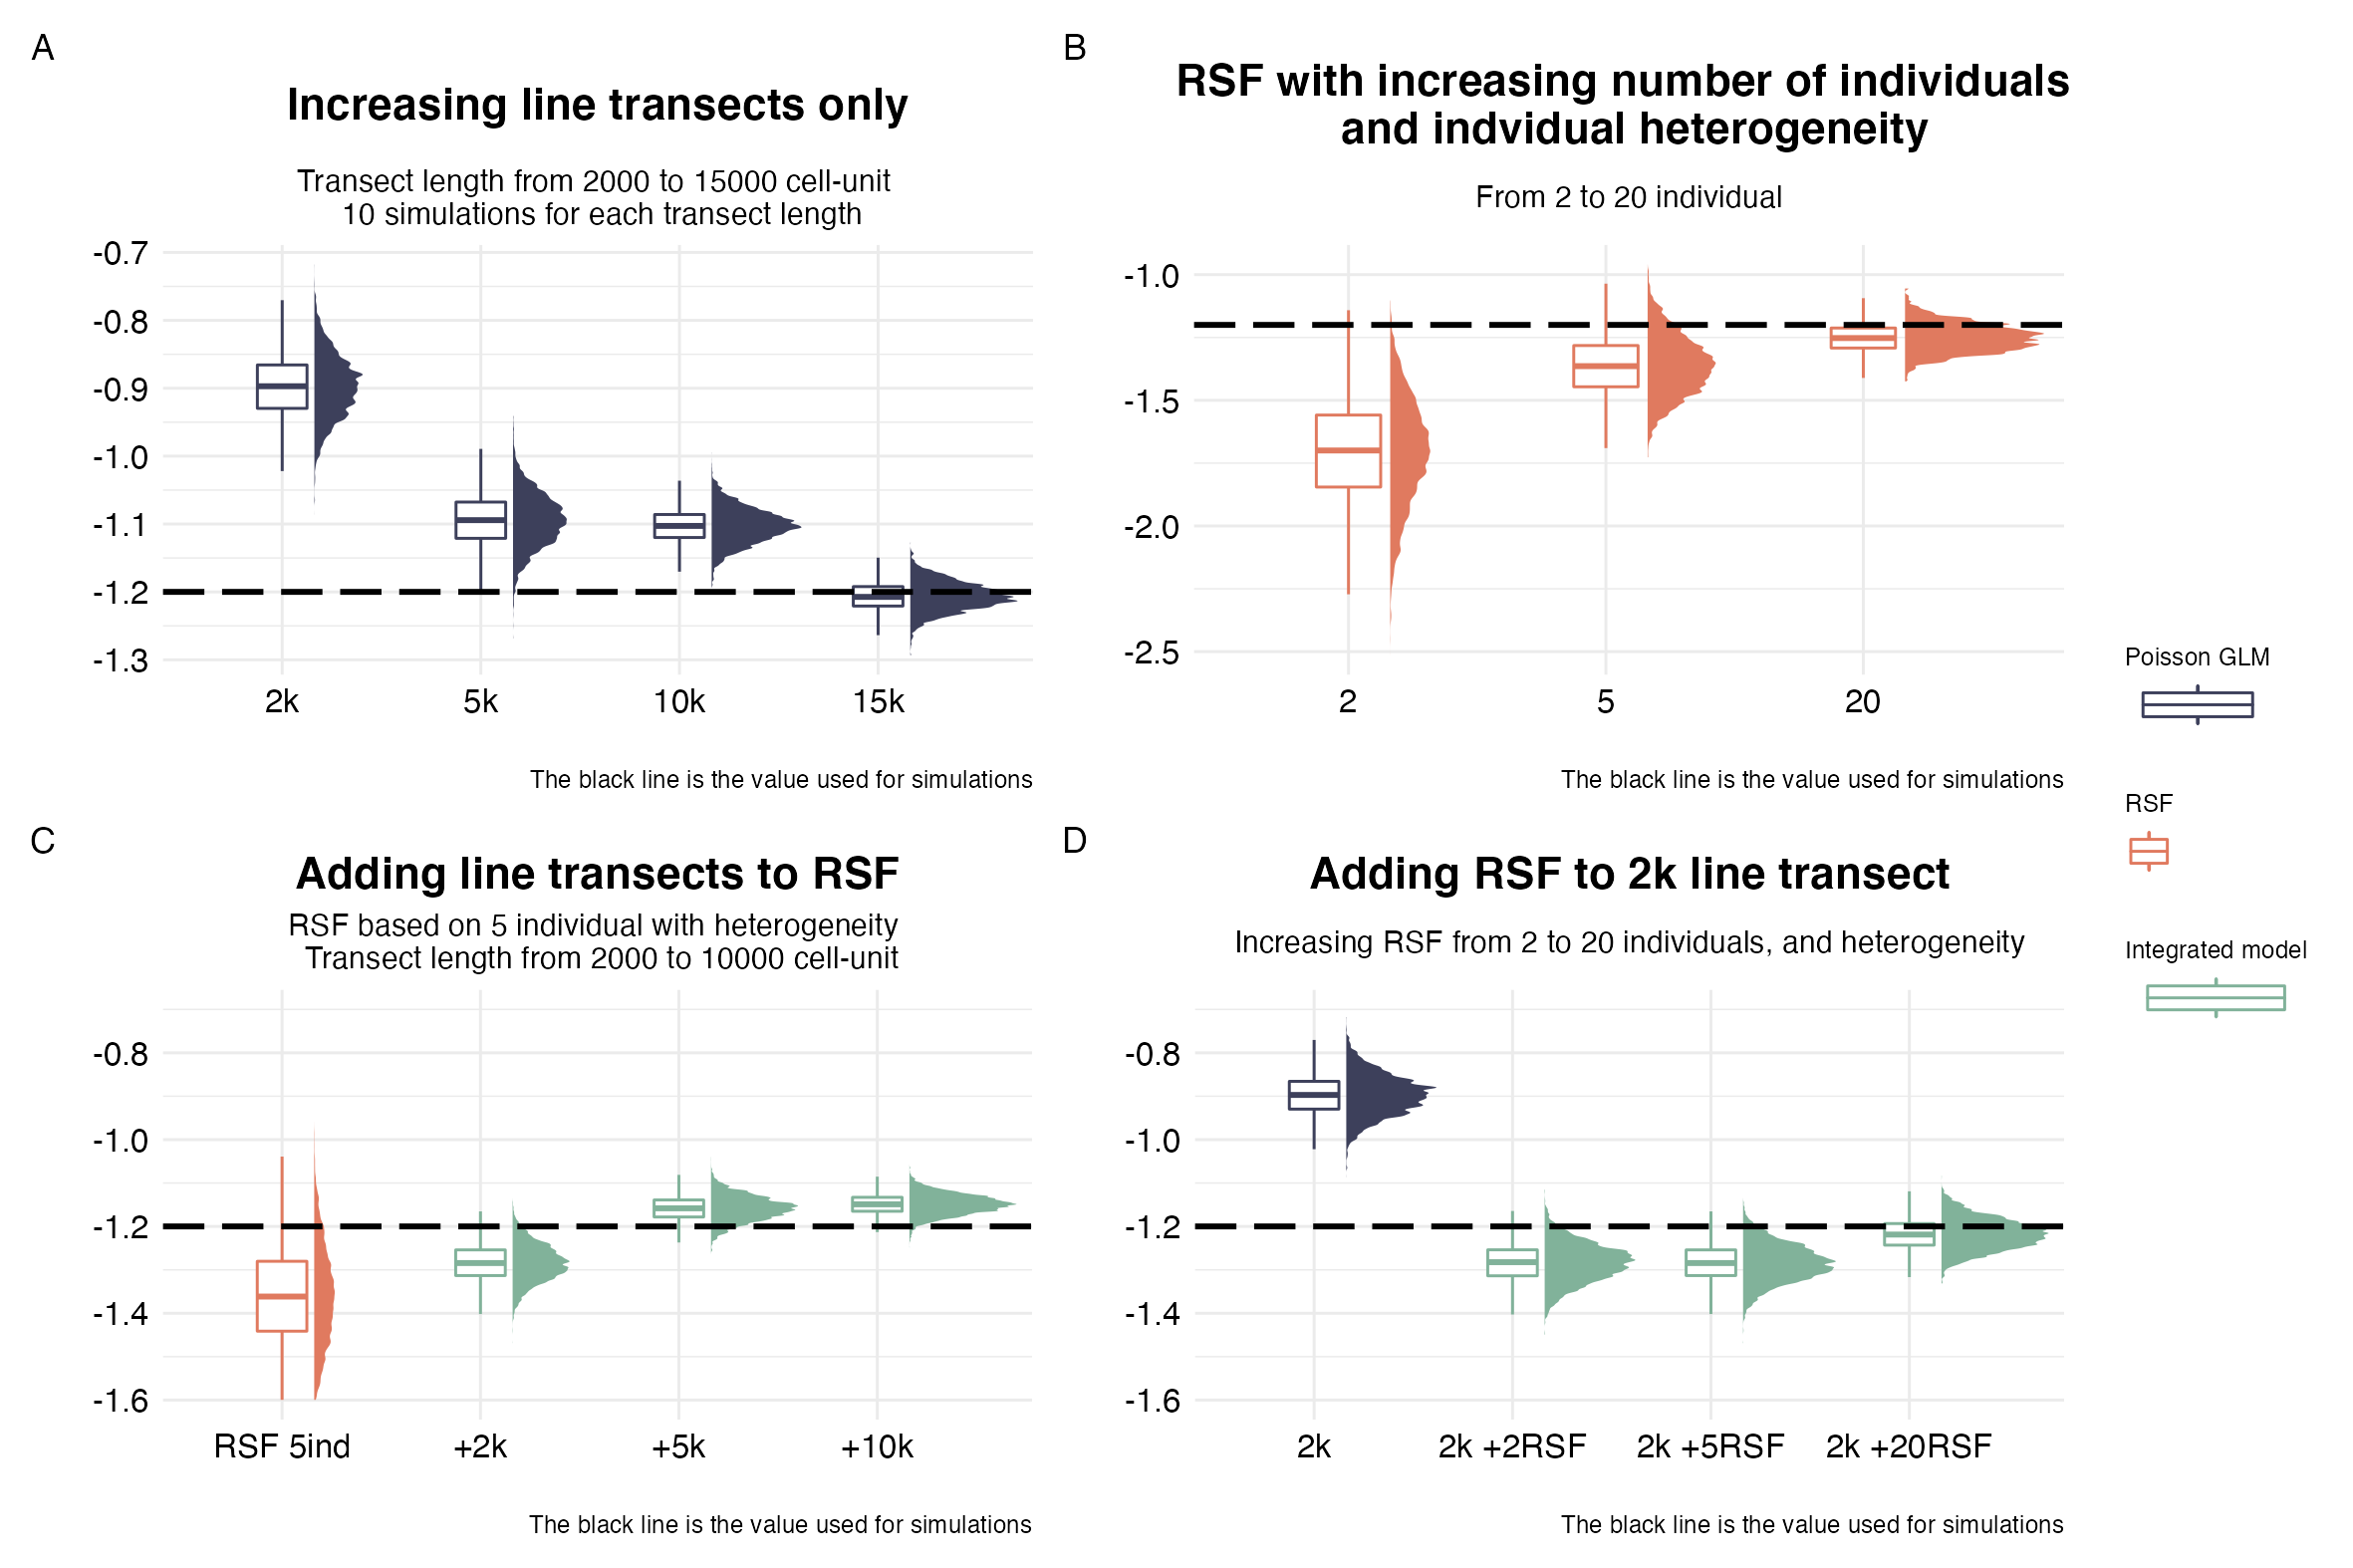 A
Increasing line transects only
Transect length from 2000 to 15000 cell-unit
10 simulations for each transect length
-0.7
-0.8
-0.9
-1.0
-1.1
-1.2
-1.3
2k
5k
10k
15k
The black line is the value used for simulations
B
RSF with increasing number of individuals
and indvidual heterogeneity
From 2 to 20 individual
-1.0
-1.5
-2.0
-2.5
2
5
20
The black line is the value used for simulations
Poisson GLM
RSF
Integrated model
C
Adding line transects to RSF
RSF based on 5 individual with heterogeneity
Transect length from 2000 to 10000 cell-unit
-0.8
-1.0
-1.2
-1.4
-1.6
RSF 5ind
+2k
+5k
+10k
The black line is the value used for simulations
D
Adding RSF to 2k line transect
Increasing RSF from 2 to 20 individuals, and heterogeneity
-0.8
-1.0
-1.2
-1.4
-1.6
2k
2k +2RSF
2k +5RSF
2k +20RSF
The black line is the value used for simulations